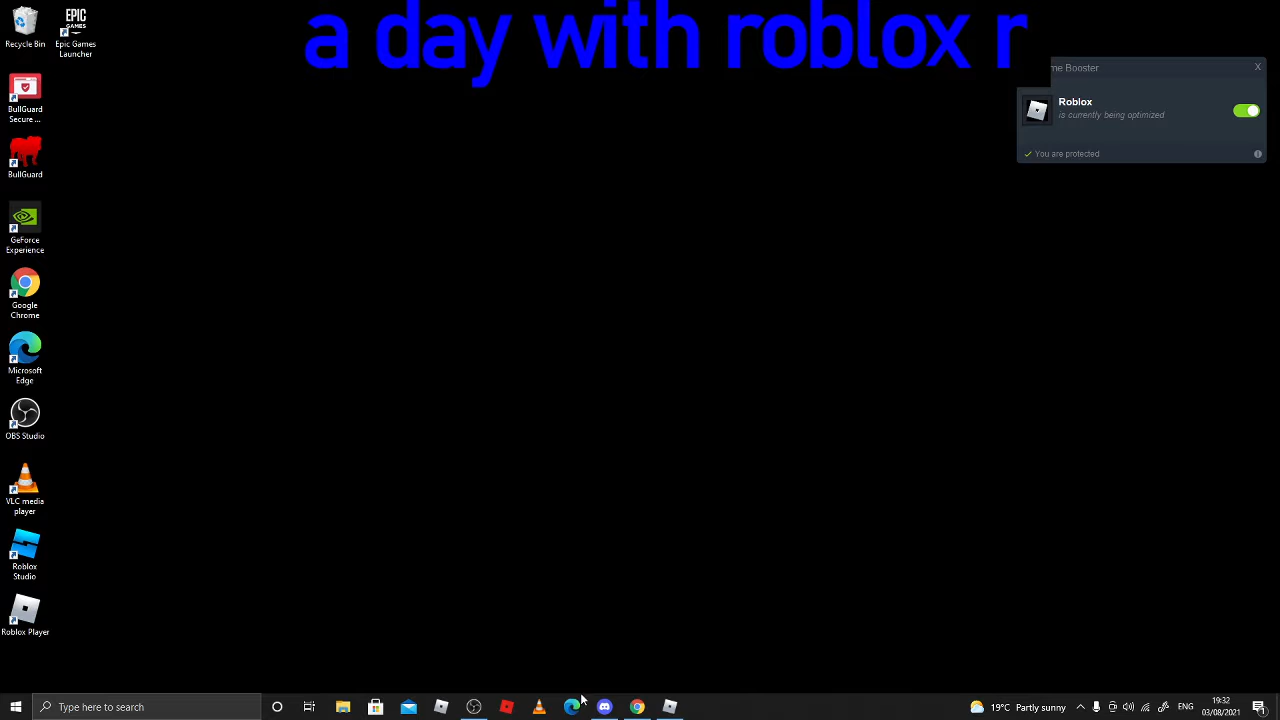 a day with roblox r
Recycle Bin
EPIC
GAMES
Epic Games
Launcher
me Booster
X
Roblox
is currently being optimized
You are protected
BullGuard
Secure ...
BullGuard
GeForce
Experience
Google
Chrome
Microsoft
Edge
OBS Studio
VLC media
player
Roblox
Studio
Roblox Player
Type here to search
19°C Partly sunny
ENG
19:32
03/08/2021